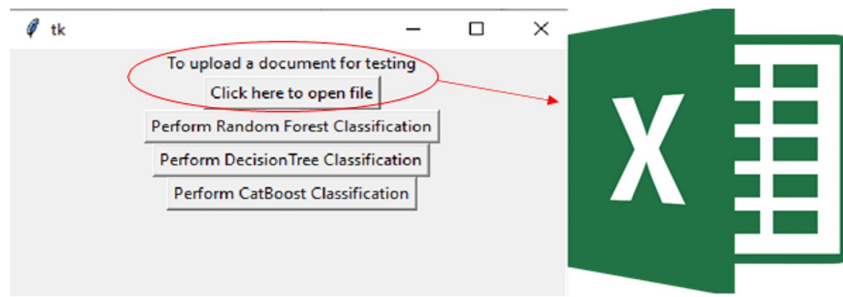 tk
To upload a document for testing
Click here to open file
Perform Random Forest Classification
Perform DecisionTree Classification
Perform CatBoost Classification
X